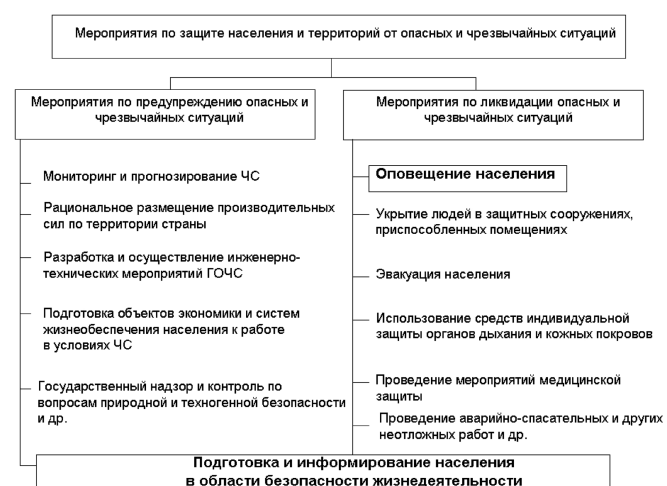 Мероприятия по защите населения и территорий от опасных и чрезвычайных ситуаций
Мероприятия по предупреждению опасных и
чрезвычайных ситуаций
Мониторинг и прогнозирование ЧС
Рациональное размещение производительных
сил по территории страны
Разработка и осуществление инженерно-
технических мероприятий ГОЧС
Подготовка объектов экономики и систем
жизнеобеспечения населения к работе
в условиях ЧС
Государственный надзор и контроль по
вопросам природной и техногенной безопасности
и др.
Мероприятия по ликвидации опасных и
чрезвычайных ситуаций
Оповещение населения
Укрытие людей в защитных сооружениях,
приспособленных помещениях
Эвакуация населения
Использование средств индивидуальной
защиты органов дыхания и кожных покровов
Проведение мероприятий медицинской
защиты
Проведение аварийно-спасательных и других
неотложных работ и др.
Подготовка и информирование населения
в области безопасности жизнедеятельности